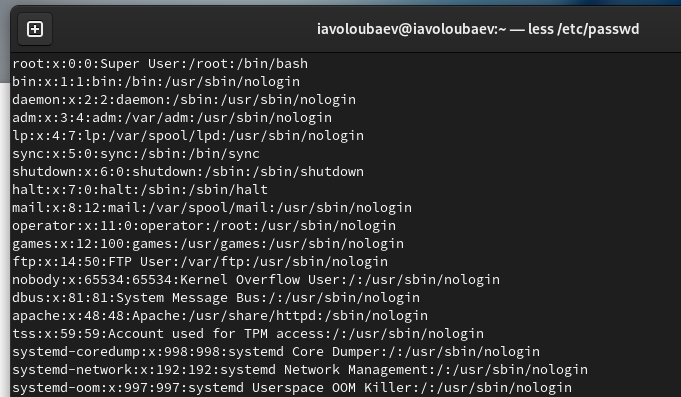 iavoloubaev@iavoloubaev:~ — less /etc/passwd
root:x:0:0:Super User:/root:/bin/bash
bin:x:1:1:bin:/bin:/usr/sbin/nologin
daemon:x:2:2:daemon:/sbin:/usr/sbin/nologin
adm:x:3:4:adm:/var/adm:/usr/sbin/nologin
lp:x:4:7:lp:/var/spool/lpd:/usr/sbin/nologin
sync:x:5:0:sync:/sbin:/bin/sync
shutdown:x:6:0:shutdown:/sbin:/sbin/shutdown
halt:x:7:0:halt:/sbin:/sbin/halt
mail:x:8:12:mail:/var/spool/mail:/usr/sbin/nologin
operator:x:11:0:operator:/root:/usr/sbin/nologin
games:x:12:100:games:/usr/games:/usr/sbin/nologin
ftp:x:14:50:FTP User:/var/ftp:/usr/sbin/nologin
nobody:x:65534:65534:Kernel Overflow User:/:/usr/sbin/nologin
dbus:x:81:81:System Message Bus:/:/usr/sbin/nologin
apache:x:48:48:Apache:/usr/share/httpd:/sbin/nologin
tss:x:59:59:Account used for TPM access:/:/usr/sbin/nologin
systemd-coredump:x:998:998:systemd Core Dumper:/:/usr/sbin/nologin
systemd-network:x:192:192:systemd Network Management:/:/usr/sbin/nologin
systemd-oom:x:997:997:systemd Userspace OOM Killer:/:/usr/sbin/nologin